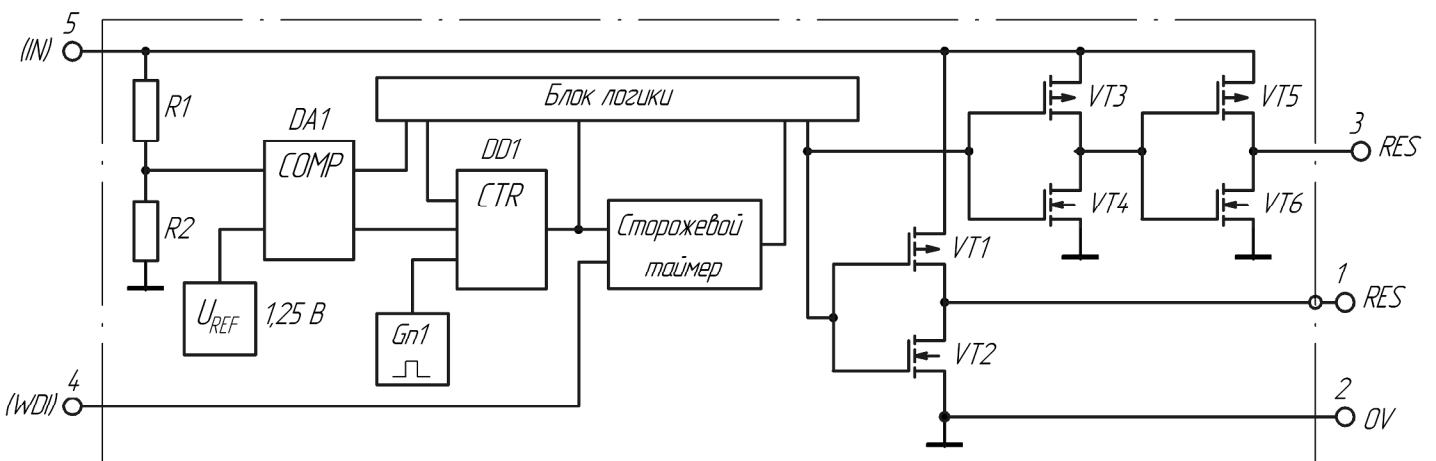 5
(IN)
R1
R2
DA1
COMP
U_REF
1,25 В
Блок логики
DD1
CTR
Gn1
Сторожевой
таймер
4
(WDI)
VT1
VT2
VT3
VT4
VT5
VT6
3
RES
1
RES
2
0V